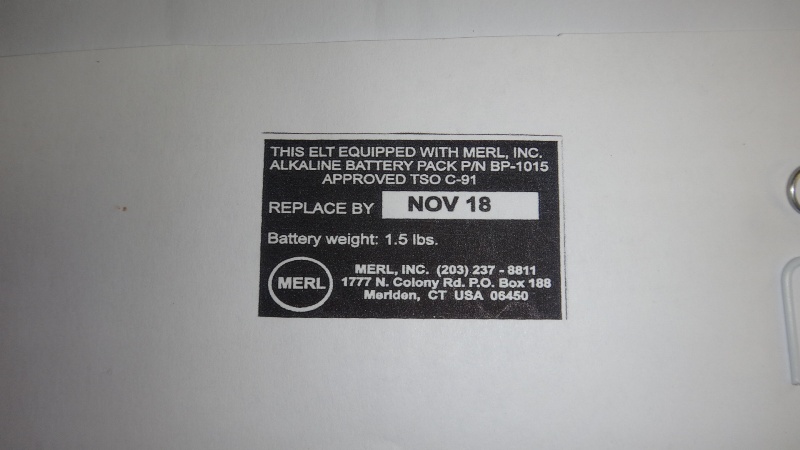 THIS ELT EQUIPPED WITH MERL, INC.
ALKALINE BATTERY PACK P/N BP-1015
APPROVED TSO C-91
REPLACE BY NOV 18
Battery weight: 1.5 lbs.
MERL
MERL, INC. (203) 237 - 8811
1777 N. Colony Rd. P.O. Box 188
Meriden, CT USA 06450